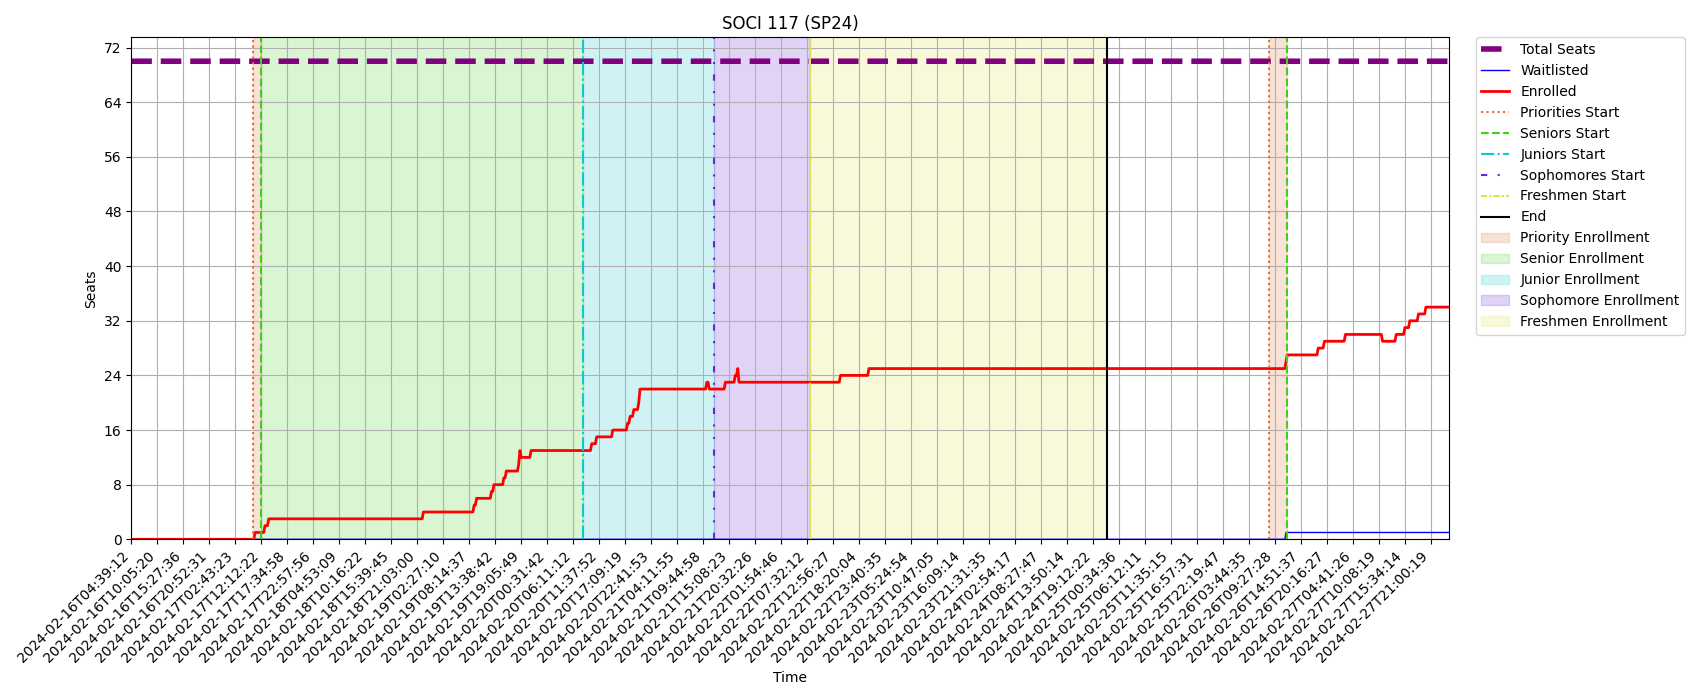 SOCI 117 (SP24)
72
64
56
48
40
32
24
16
8
0
Seats
2024-02-16T04:39:12
2024-02-16T10:05:20
2024-02-16T15:27:36
2024-02-16T20:52:31
2024-02-17T02:43:23
2024-02-17T12:12:22
2024-02-17T17:34:58
2024-02-17T22:57:56
2024-02-18T04:53:09
2024-02-18T10:16:22
2024-02-18T15:39:45
2024-02-18T21:03:00
2024-02-19T02:27:10
2024-02-19T08:14:37
2024-02-19T13:38:42
2024-02-19T19:05:49
2024-02-20T00:31:42
2024-02-20T06:11:12
2024-02-20T11:37:52
2024-02-20T17:09:19
2024-02-20T22:41:53
2024-02-21T04:11:55
2024-02-21T09:44:58
2024-02-21T15:08:23
2024-02-21T20:32:26
2024-02-22T01:54:46
2024-02-22T07:32:12
2024-02-22T12:56:27
2024-02-22T18:20:04
2024-02-22T23:40:35
2024-02-23T05:24:54
2024-02-23T10:47:05
2024-02-23T16:09:14
2024-02-23T21:31:35
2024-02-24T02:54:17
2024-02-24T08:27:47
2024-02-24T13:50:14
2024-02-24T19:12:22
2024-02-25T03:34:36
2024-02-25T06:12:11
2024-02-25T11:35:15
2024-02-25T16:57:31
2024-02-25T22:19:47
2024-02-26T03:44:35
2024-02-26T09:27:28
2024-02-26T14:51:37
2024-02-26T20:16:27
2024-02-27T04:41:26
2024-02-27T10:08:19
2024-02-27T15:34:14
2024-02-27T21:00:19
Time
Total Seats
Waitlisted
Enrolled
Priorities Start
Seniors Start
Juniors Start
Sophomores Start
Freshmen Start
End
Priority Enrollment
Senior Enrollment
Junior Enrollment
Sophomore Enrollment
Freshmen Enrollment